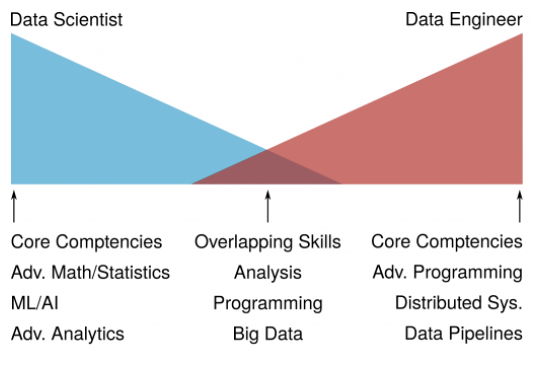 Data Scientist
Data Engineer
Core Comptencies
Adv. Math/Statistics
ML/AI
Adv. Analytics
Overlapping Skills
Analysis
Programming
Big Data
Core Comptencies
Adv. Programming
Distributed Sys.
Data Pipelines